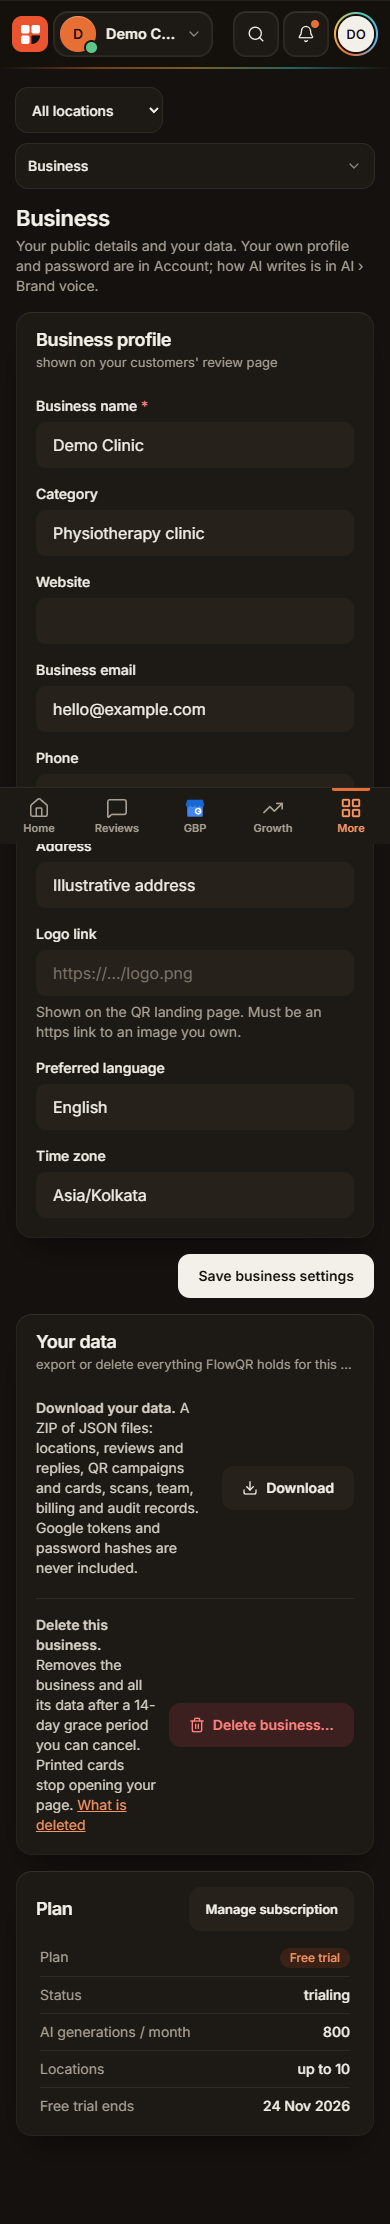 D
Demo C...
DO
All locations
Business
Business
Your public details and your data. Your own profile
and password are in Account; how AI writes is in AI ›
Brand voice.
Business profile
shown on your customers' review page
Business name *
Demo Clinic
Category
Physiotherapy clinic
Website
Business email
hello@example.com
Phone
Home
Reviews
G
GBP
Growth
More
Address
Illustrative address
Logo link
https://.../logo.png
Shown on the QR landing page. Must be an
https link to an image you own.
Preferred language
English
Time zone
Asia/Kolkata
Save business settings
Your data
export or delete everything FlowQR holds for this ...
Download your data. A
ZIP of JSON files:
locations, reviews and
replies, QR campaigns
and cards, scans, team,
billing and audit records.
Google tokens and
password hashes are
never included.
Download
Delete this
business.
Removes the
business and all
its data after a 14-
day grace period
you can cancel.
Printed cards
stop opening your
page. What is
deleted
Delete business...
Plan
Manage subscription
Plan
Free trial
Status
trialing
AI generations / month
800
Locations
up to 10
Free trial ends
24 Nov 2026